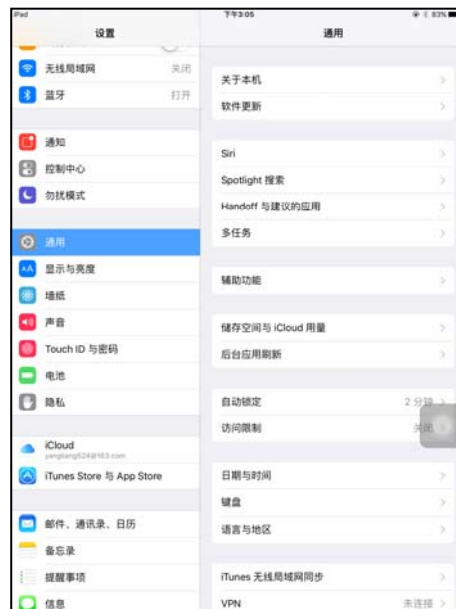 iPad
下午3:05
83%
设置
通用
无线局域网
关闭
蓝牙
打开
通知
控制中心
勿扰模式
通用
显示与亮度
墙纸
声音
Touch ID 与密码
电池
隐私
iCloud
yangliang524@163.com
iTunes Store 与 App Store
邮件、通讯录、日历
备忘录
提醒事项
信息
关于本机
软件更新
Siri
Spotlight 搜索
Handoff 与建议的应用
多任务
辅助功能
储存空间与 iCloud 用量
后台应用刷新
自动锁定
2 分钟
访问限制
关闭
日期与时间
键盘
语言与地区
iTunes 无线局域网同步
VPN
未连接